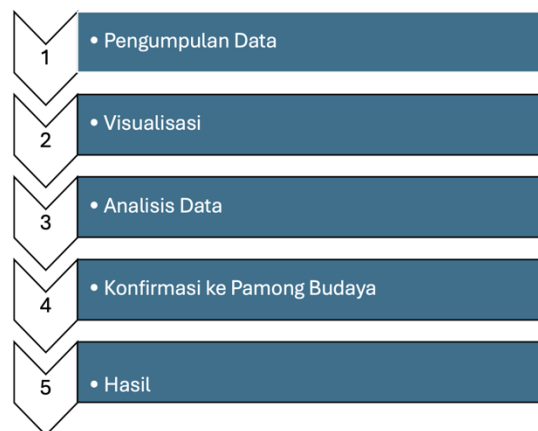 1
• Pengumpulan Data
2
• Visualisasi
3
• Analisis Data
4
• Konfirmasi ke Pamong Budaya
5
• Hasil